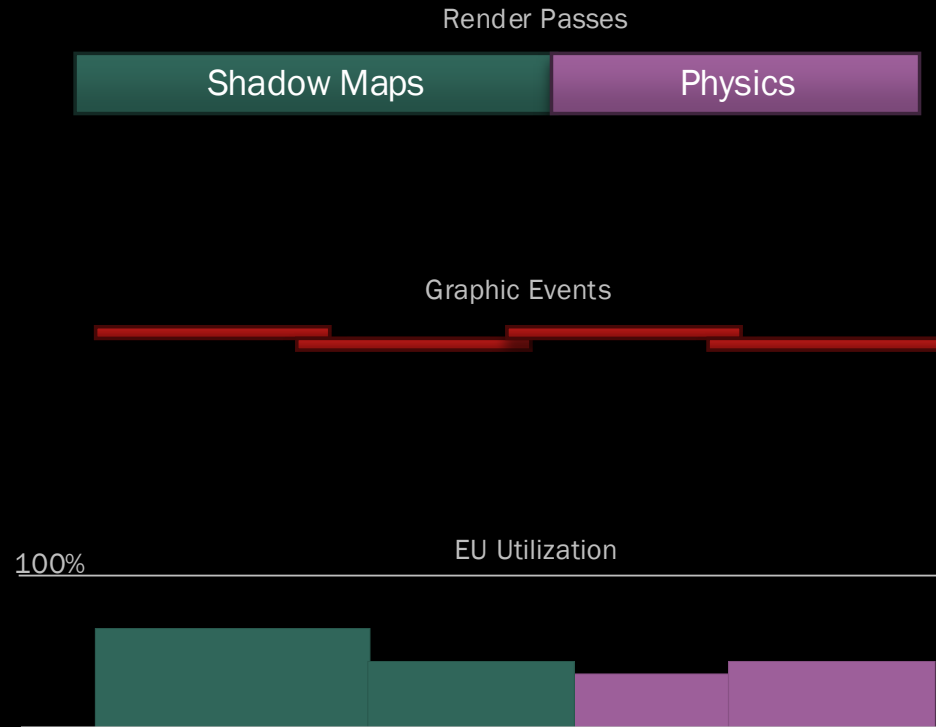 Render Passes
Shadow Maps
Physics
Graphic Events
EU Utilization
100%